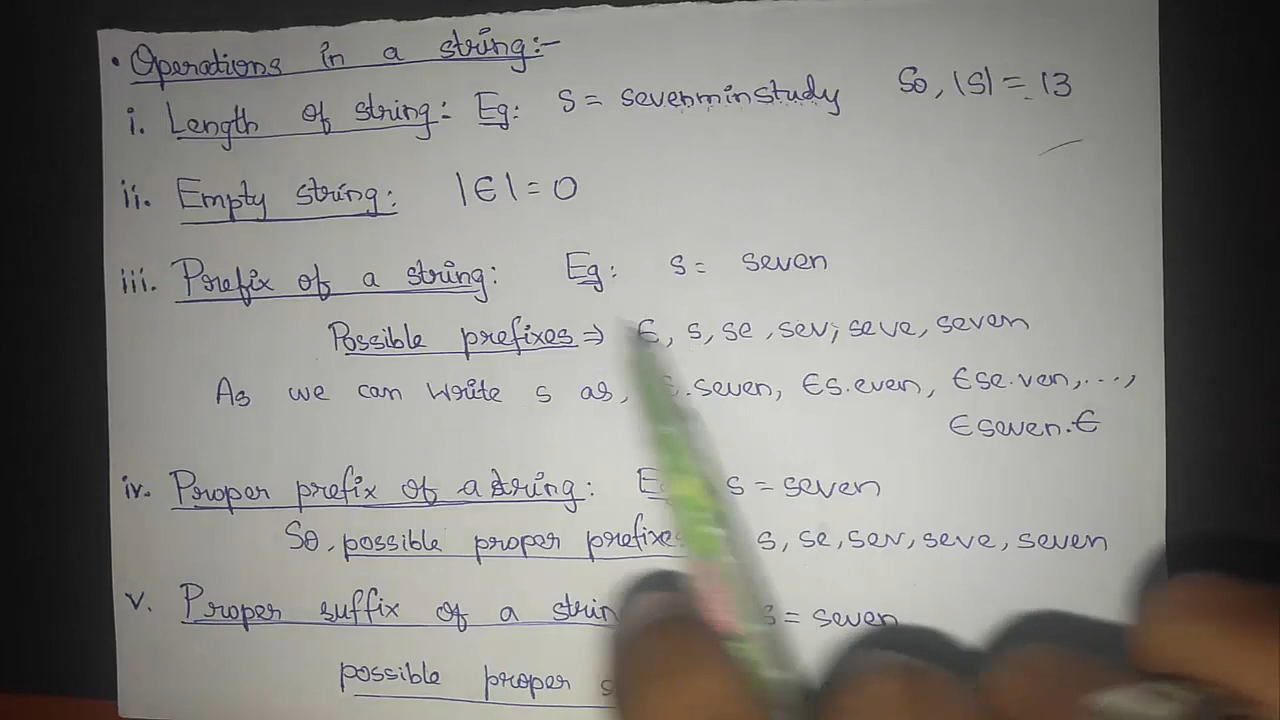 • Operations in a string:-
i. Length of string: Eg: s = sevenminstudy So, |s| = 13
ii. Empty string: |ϵ| = 0
iii. Prefix of a string: Eg: s = seven
Possible prefixes ⇒ ϵ, s, se, sev, seve, seven
As we can write s as, .seven, ϵs.even, ϵse.ven,...,
ϵseven.ϵ
iv. Proper prefix of a string: s = seven
So, possible proper s, se, sev, seve, seven
v. Proper suffix of a s = seven
possible proper